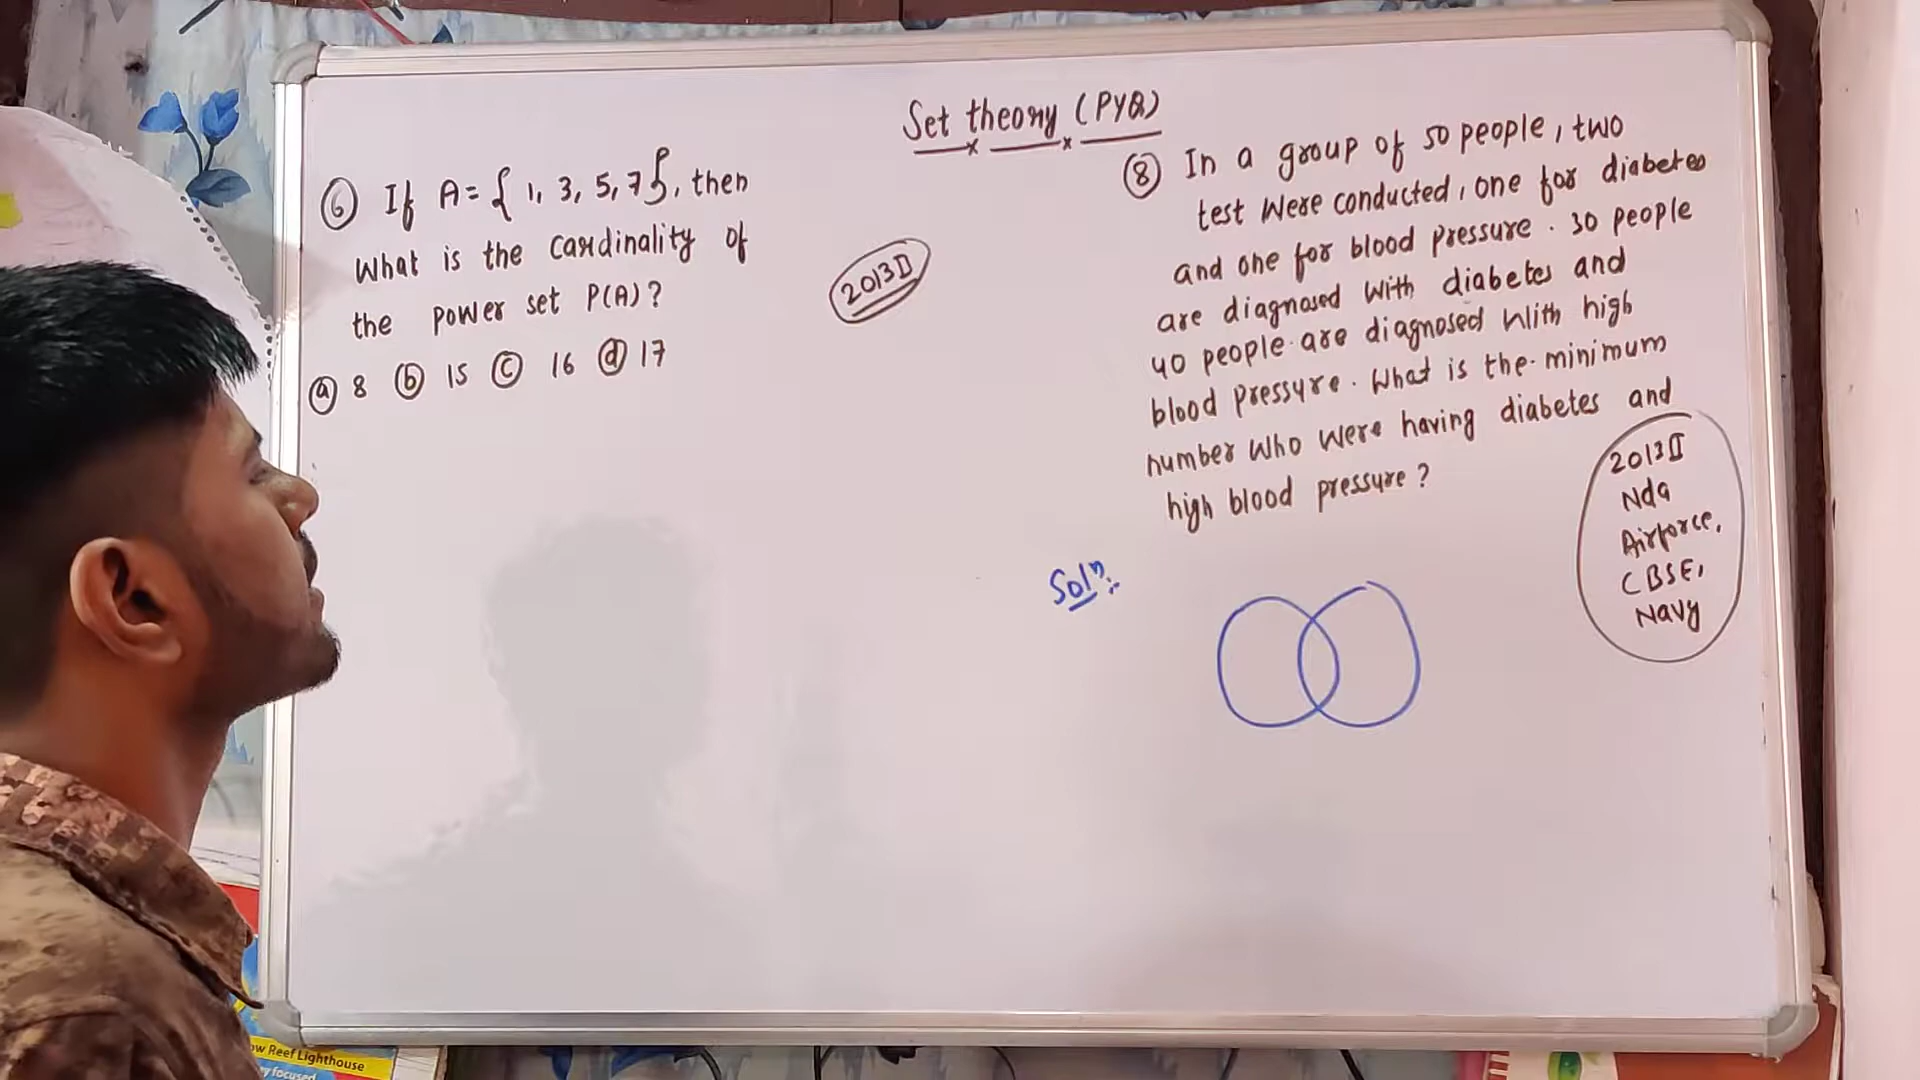 Set theory (PYQ)
⑥ If A = { 1, 3, 5, 7 }, then
What is the cardinality of
the power set P(A)?
ⓐ 8 ⓑ 15 ⓒ 16 ⓓ 17
2013 II
⑧ In a group of 50 people, two
test Were conducted, one for diabetes
and one for blood pressure. 30 people
are diagnosed With diabetes and
40 people are diagnosed With high
blood pressure. What is the minimum
number Who Were having diabetes and
high blood pressure?
2013 II
Nda
Airforce,
CBSE,
Navy
Solⁿ:
ow Reef Lighthouse
y focused